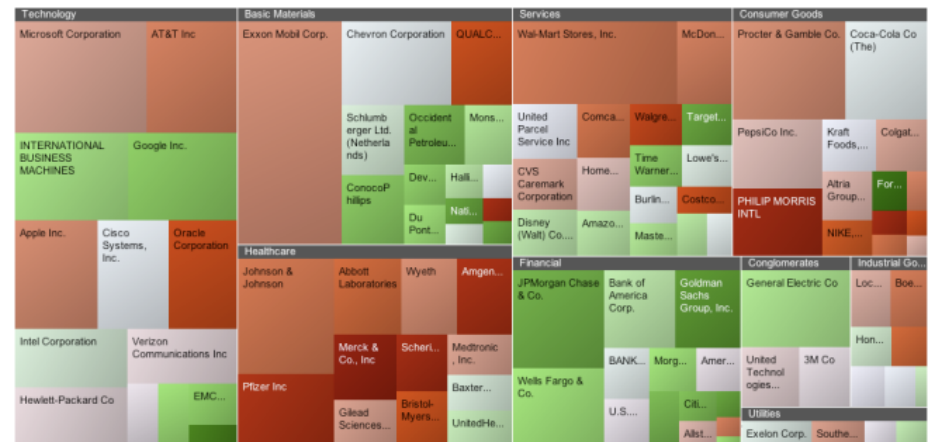 Technology
Microsoft Corporation
AT&T Inc
INTERNATIONAL
BUSINESS
MACHINES
Google Inc.
Apple Inc.
Cisco
Systems,
Inc.
Oracle
Corporation
Intel Corporation
Verizon
Communications Inc
Hewlett-Packard Co
EMC...
Basic Materials
Exxon Mobil Corp.
Chevron Corporation
QUALC...
Schlumb
erger Ltd.
(Netherla
nds)
Occident
al
Petroleu...
Mons...
ConocoP
hillips
Dev...
Halli...
Du
Pont...
Nati...
Healthcare
Johnson &
Johnson
Abbott
Laboratories
Wyeth
Amgen...
Merck &
Co., Inc
Scheri...
Medtronic
, Inc.
Pfizer Inc
Baxter...
Gilead
Sciences...
Bristol-
Myers...
UnitedHe...
Services
Wal-Mart Stores, Inc.
McDon...
United
Parcel
Service Inc
Comca...
Walgre...
Target...
CVS
Caremark
Corporation
Home...
Time
Warner...
Lowe's...
Burlin...
Costco...
Disney
(Walt) Co....
Amazo...
Maste...
Consumer Goods
Procter & Gamble Co.
Coca-Cola Co
(The)
PepsiCo Inc.
Kraft
Foods,...
Colgat...
PHILIP MORRIS
INTL
Altria
Group...
For...
NIKE,...
Financial
JPMorgan Chase
& Co.
Bank of
America
Corp.
Goldman
Sachs
Group, Inc.
Wells Fargo &
Co.
BANK...
Morg...
Amer...
U.S....
Citi...
Allst...
Conglomerates
General Electric Co
United
Technol
ogies...
3M Co
Industrial Go...
Loc...
Boe...
Hon...
Utilities
Exelon Corp.
Southe...